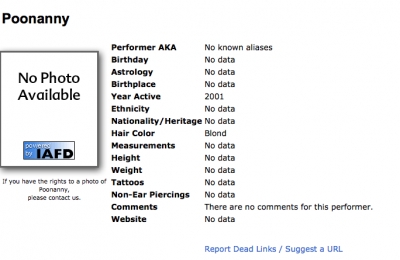 Poonanny
No Photo
Available
powered
by IAFD
If you have the rights to a photo of
Poonanny,
please contact us.
Performer AKA No known aliases
Birthday No data
Astrology No data
Birthplace No data
Year Active 2001
Ethnicity No data
Nationality/Heritage No data
Hair Color Blond
Measurements No data
Height No data
Weight No data
Tattoos No data
Non-Ear Piercings No data
Comments There are no comments for this performer.
Website No data
Report Dead Links / Suggest a URL